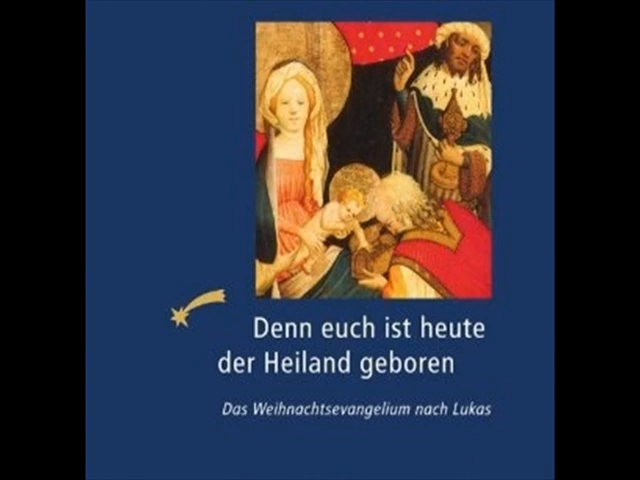 Denn euch ist heute
der Heiland geboren
Das Weihnachtsevangelium nach Lukas